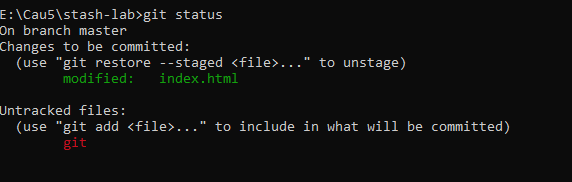 E:\Cau5\stash-lab>git status
On branch master
Changes to be committed:
  (use "git restore --staged <file>..." to unstage)
        modified:   index.html

Untracked files:
  (use "git add <file>..." to include in what will be committed)
        git